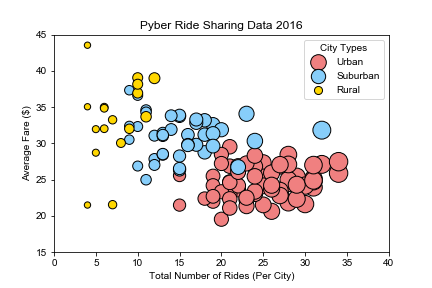 Pyber Ride Sharing Data 2016
City Types
Urban
Suburban
Rural
45
40
35
30
25
20
15
Average Fare ($)
0 5 10 15 20 25 30 35 40
Total Number of Rides (Per City)